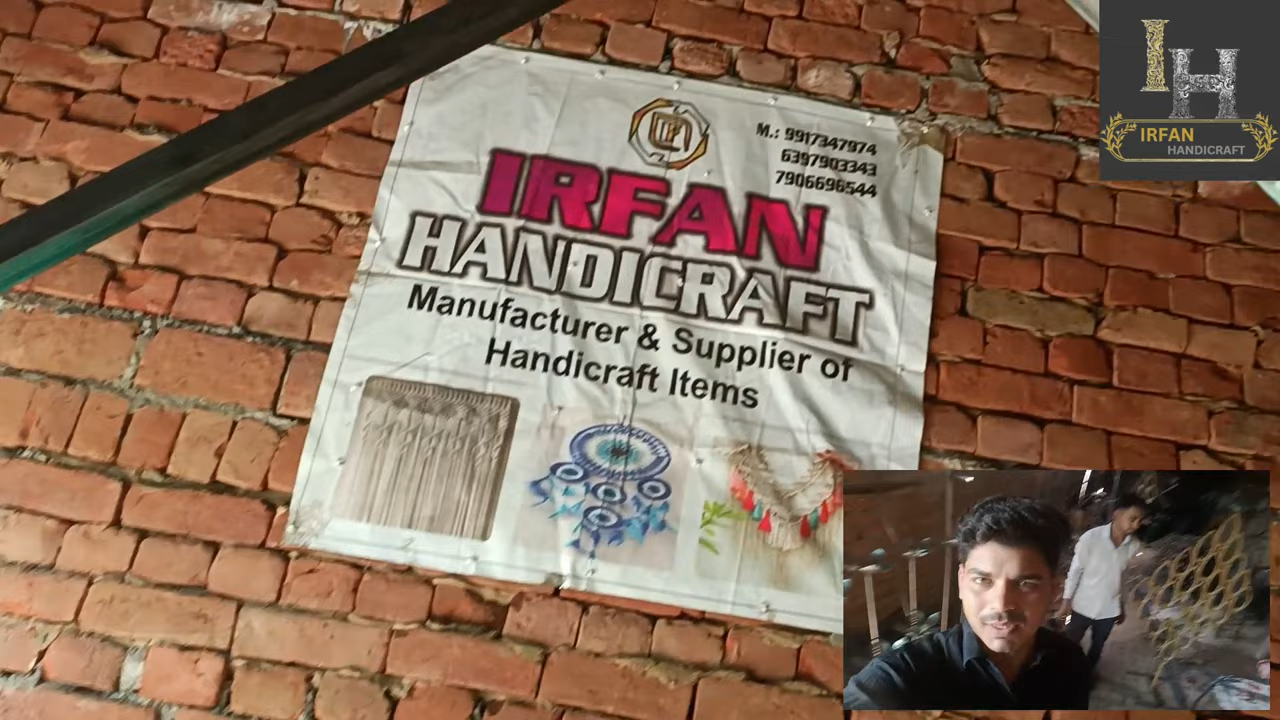 M.: 9917347974
6397903343
7906696544
IRFAN
HANDICRAFT
Manufacturer & Supplier of
Handicraft Items
IH
IRFAN
HANDICRAFT